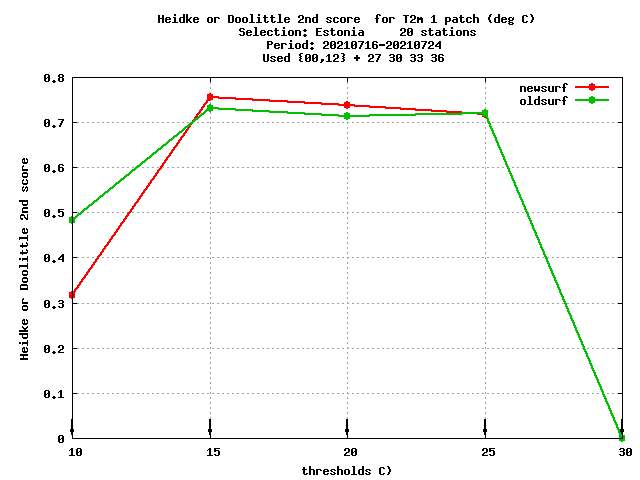 Heidke or Doolittle 2nd score  for T2m 1 patch (deg C)
Selection: Estonia     20 stations
Period: 20210716-20210724
Used {00,12} + 27 30 33 36
newsurf
oldsurf
Heidke or Doolittle 2nd score
0.8
0.7
0.6
0.5
0.4
0.3
0.2
0.1
0
10 15 20 25 30
thresholds C)